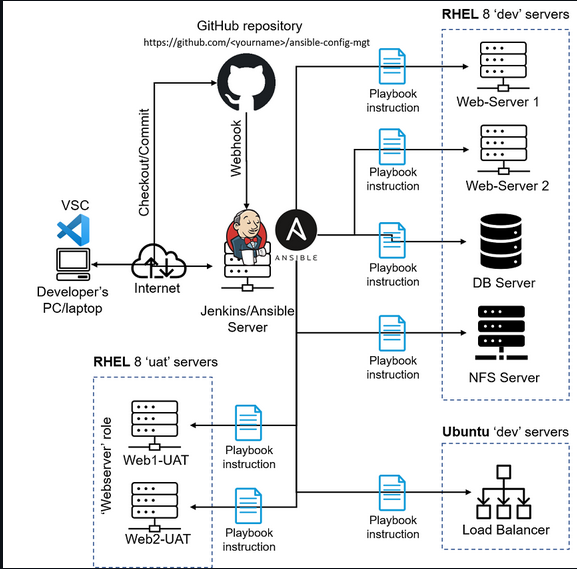 GitHub repository
https://github.com/<yourname>/ansible-config-mgt
RHEL 8 'dev' servers
Playbook
instruction
Web-Server 1
Checkout/Commit
Webhook
Playbook
instruction
Web-Server 2
VSC
ANSIBLE
Playbook
instruction
DB Server
Developer's
PC/laptop
Internet
Jenkins/Ansible
Server
Playbook
instruction
NFS Server
RHEL 8 'uat' servers
'Webserver' role
Web1-UAT
Playbook
instruction
Ubuntu 'dev' servers
Web2-UAT
Playbook
instruction
Playbook
instruction
Load Balancer